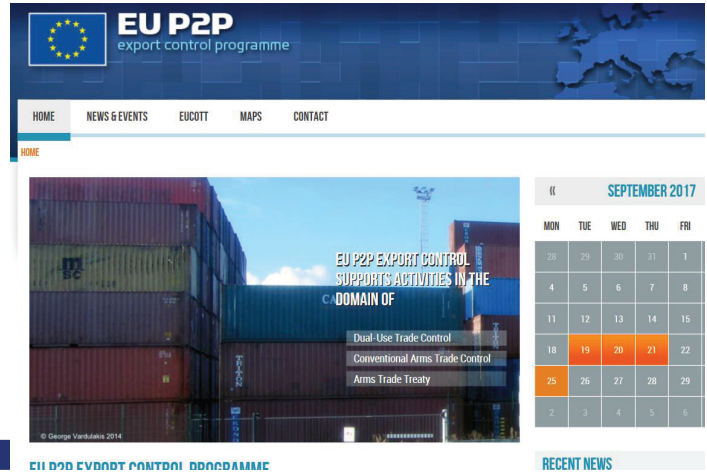 EU P2P
export control programme
HOME NEWS & EVENTS EUCOTT MAPS CONTACT
HOME
EU P2P EXPORT CONTROL
SUPPORTS ACTIVITIES IN THE
DOMAIN OF
Dual-Use Trade Control
Conventional Arms Trade Control
Arms Trade Treaty
© George Vardulakis 2014
« SEPTEMBER 2017
MON TUE WED THU FRI
28 29 30 31 1
4 5 6 7 8
11 12 13 14 15
18 19 20 21 22
25 26 27 28 29
2 3 4 5 6
EU P2P EXPORT CONTROL PROGRAMME
RECENT NEWS